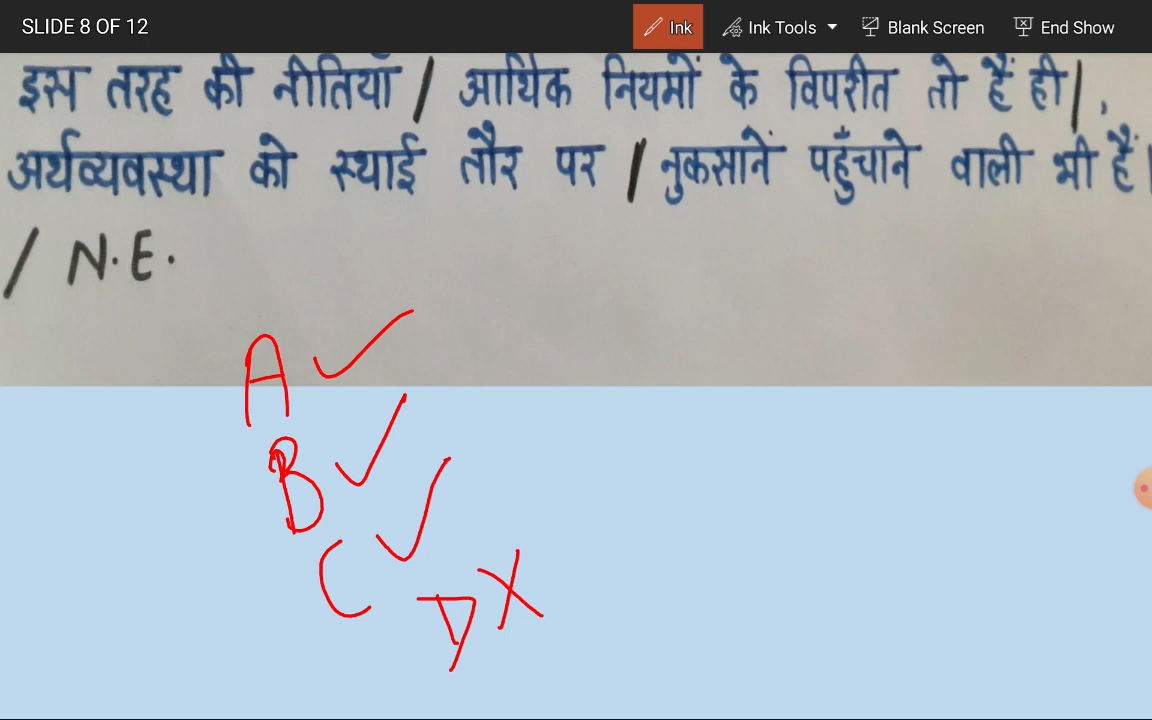 SLIDE 8 OF 12 Ink Ink Tools Blank Screen End Show
इस तरह की नीतियाँ / आर्थिक नियमों के विपरीत तो हैं ही / ,
अर्थव्यवस्था को स्थाई तौर पर / नुकसानें पहुँचाने वाली भी हैं।
/ N.E.
A ✓
B ✓
C ✓
D X